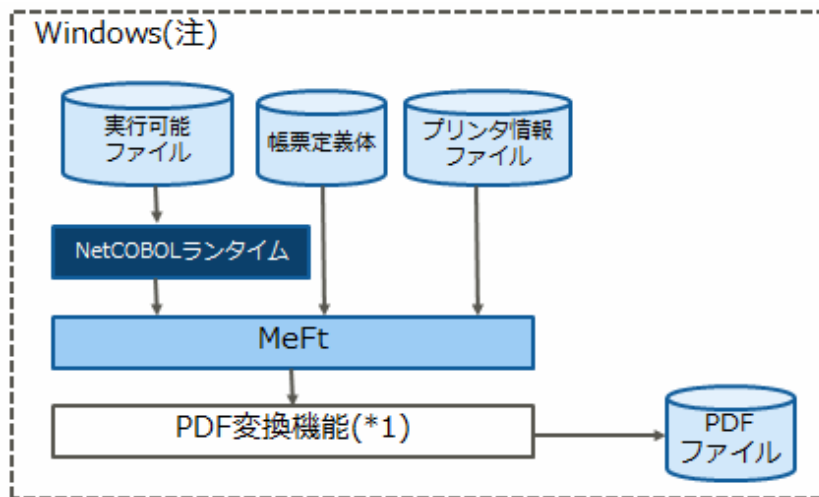 Windows(注)
実行可能
ファイル
帳票定義体
プリンタ情報
ファイル
NetCOBOLランタイム
MeFt
PDF変換機能(*1)
PDF
ファイル